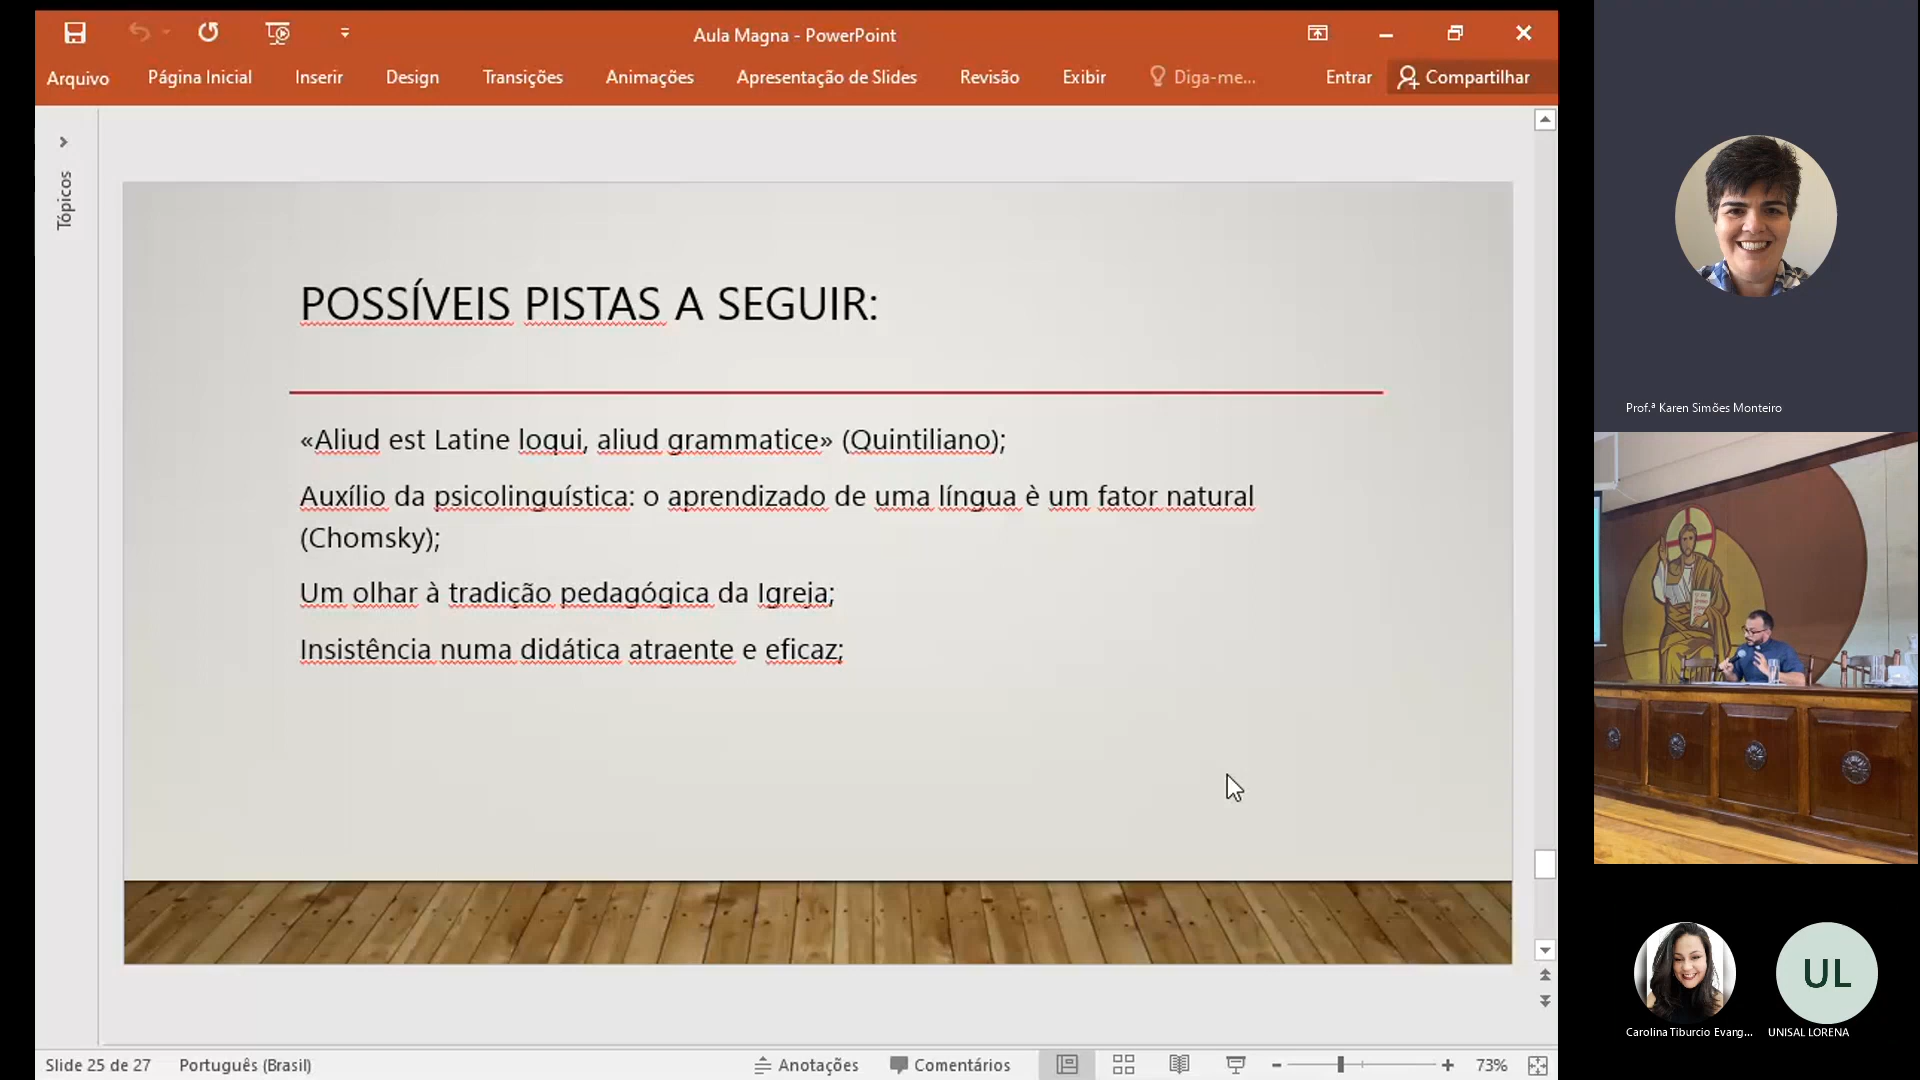 Aula Magna - PowerPoint
Arquivo Página Inicial Inserir Design Transições Animações Apresentação de Slides Revisão Exibir Diga-me... Entrar Compartilhar
Tópicos
POSSÍVEIS PISTAS A SEGUIR:
«Aliud est Latine loqui, aliud grammatice» (Quintiliano);
Auxílio da psicolinguística: o aprendizado de uma língua è um fator natural
(Chomsky);
Um olhar à tradição pedagógica da Igreja;
Insistência numa didática atraente e eficaz;
Slide 25 de 27 Português (Brasil) Anotações Comentários 73%
Prof.ª Karen Simões Monteiro
UL
Carolina Tiburcio Evang... UNISAL LORENA